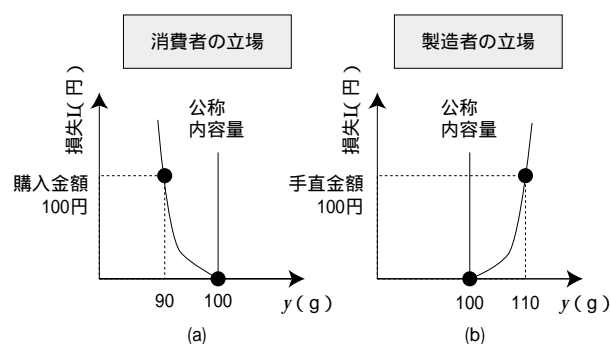 消費者の立場
損失L(円)
公称
内容量
購入金額
100円
90
100
y(g)
(a)
製造者の立場
損失L(円)
公称
内容量
手直金額
100円
100
110
y(g)
(b)